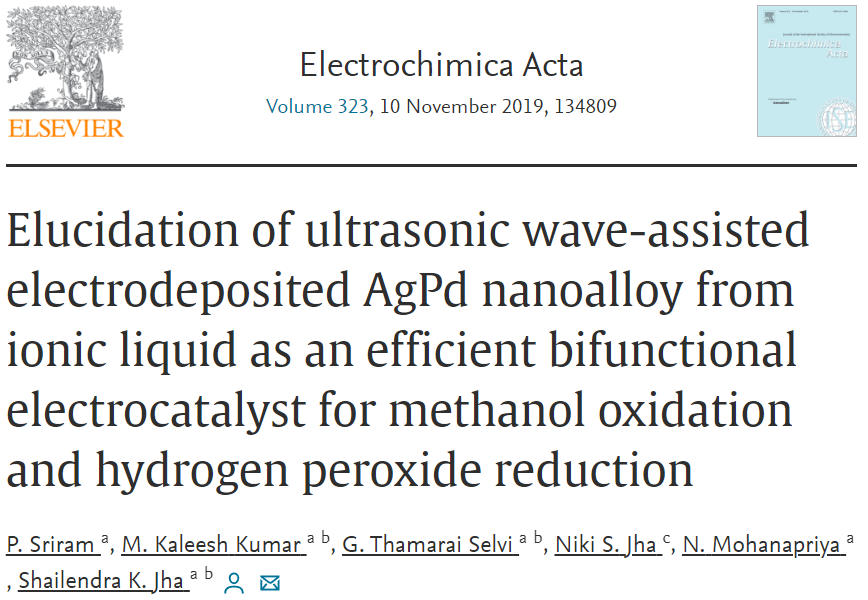 Electrochimica Acta
Volume 323, 10 November 2019, 134809
ELSEVIER
Electrochimica
Acta
Elucidation of ultrasonic wave-assisted
electrodeposited AgPd nanoalloy from
ionic liquid as an efficient bifunctional
electrocatalyst for methanol oxidation
and hydrogen peroxide reduction
P. Sriram a, M. Kaleesh Kumar a b, G. Thamarai Selvi a b, Niki S. Jha c, N. Mohanapriya a
, Shailendra K. Jha a b